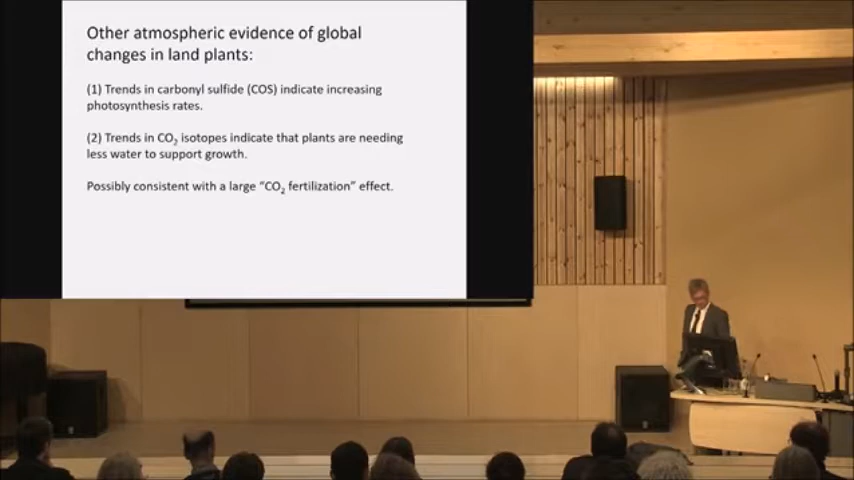 Other atmospheric evidence of global
changes in land plants:
(1) Trends in carbonyl sulfide (COS) indicate increasing
photosynthesis rates.
(2) Trends in CO₂ isotopes indicate that plants are needing
less water to support growth.
Possibly consistent with a large “CO₂ fertilization” effect.